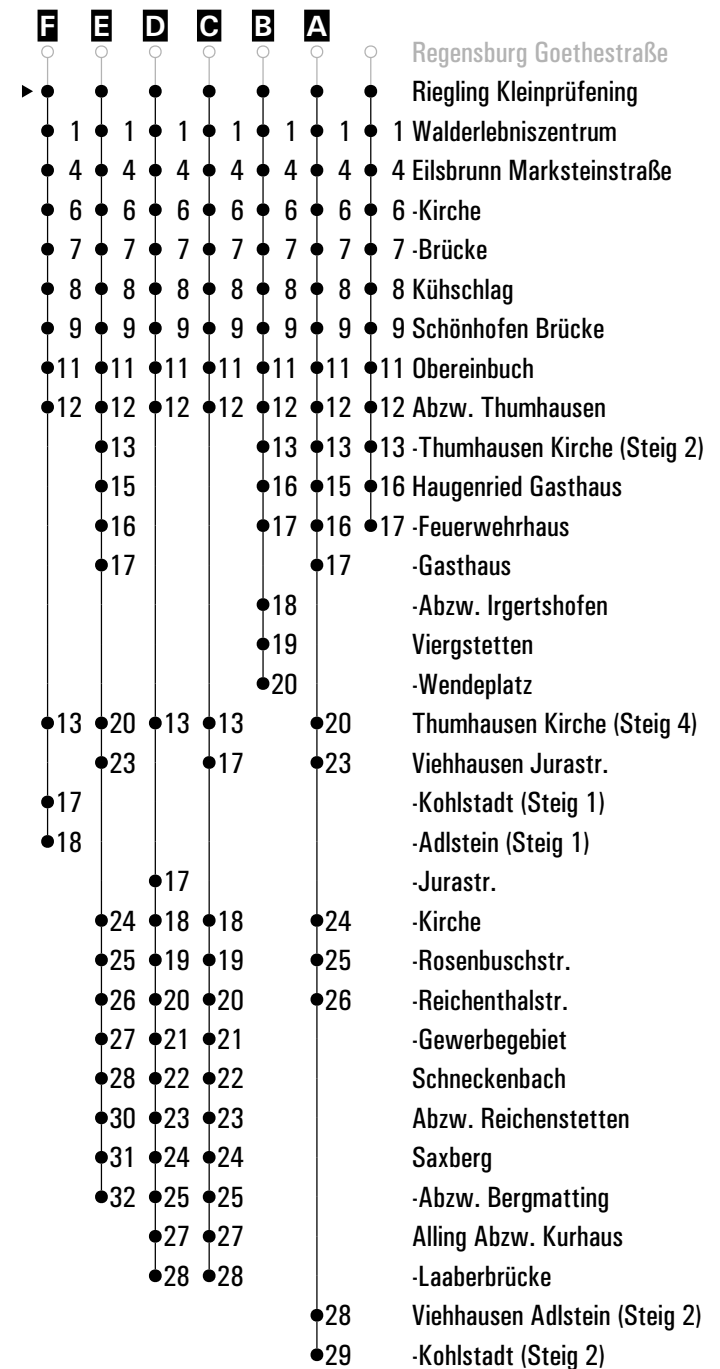 F E D C B A
Regensburg Goethestraße
Riegling Kleinprüfening
1 1 1 1 1 1 1 Walderlebniszentrum
4 4 4 4 4 4 4 Eilsbrunn Marksteinstraße
6 6 6 6 6 6 6 -Kirche
7 7 7 7 7 7 7 -Brücke
8 8 8 8 8 8 8 Kühschlag
9 9 9 9 9 9 9 Schönhofen Brücke
11 11 11 11 11 11 11 Obereinbuch
12 12 12 12 12 12 12 Abzw. Thumhausen
13 13 13 13 -Thumhausen Kirche (Steig 2)
15 16 15 16 Haugenried Gasthaus
16 17 16 17 -Feuerwehrhaus
17 17 -Gasthaus
18 -Abzw. Irgertshofen
19 Viergstetten
20 -Wendeplatz
13 20 13 13 20 Thumhausen Kirche (Steig 4)
23 17 23 Viehhausen Jurastr.
17 -Kohlstadt (Steig 1)
18 -Adlstein (Steig 1)
17 -Jurastr.
24 18 18 24 -Kirche
25 19 19 25 -Rosenbuschstr.
26 20 20 26 -Reichenthalstr.
27 21 21 -Gewerbegebiet
28 22 22 Schneckenbach
30 23 23 Abzw. Reichenstetten
31 24 24 Saxberg
32 25 25 -Abzw. Bergmatting
27 27 Alling Abzw. Kurhaus
28 28 -Laaberbrücke
28 Viehhausen Adlstein (Steig 2)
29 -Kohlstadt (Steig 2)